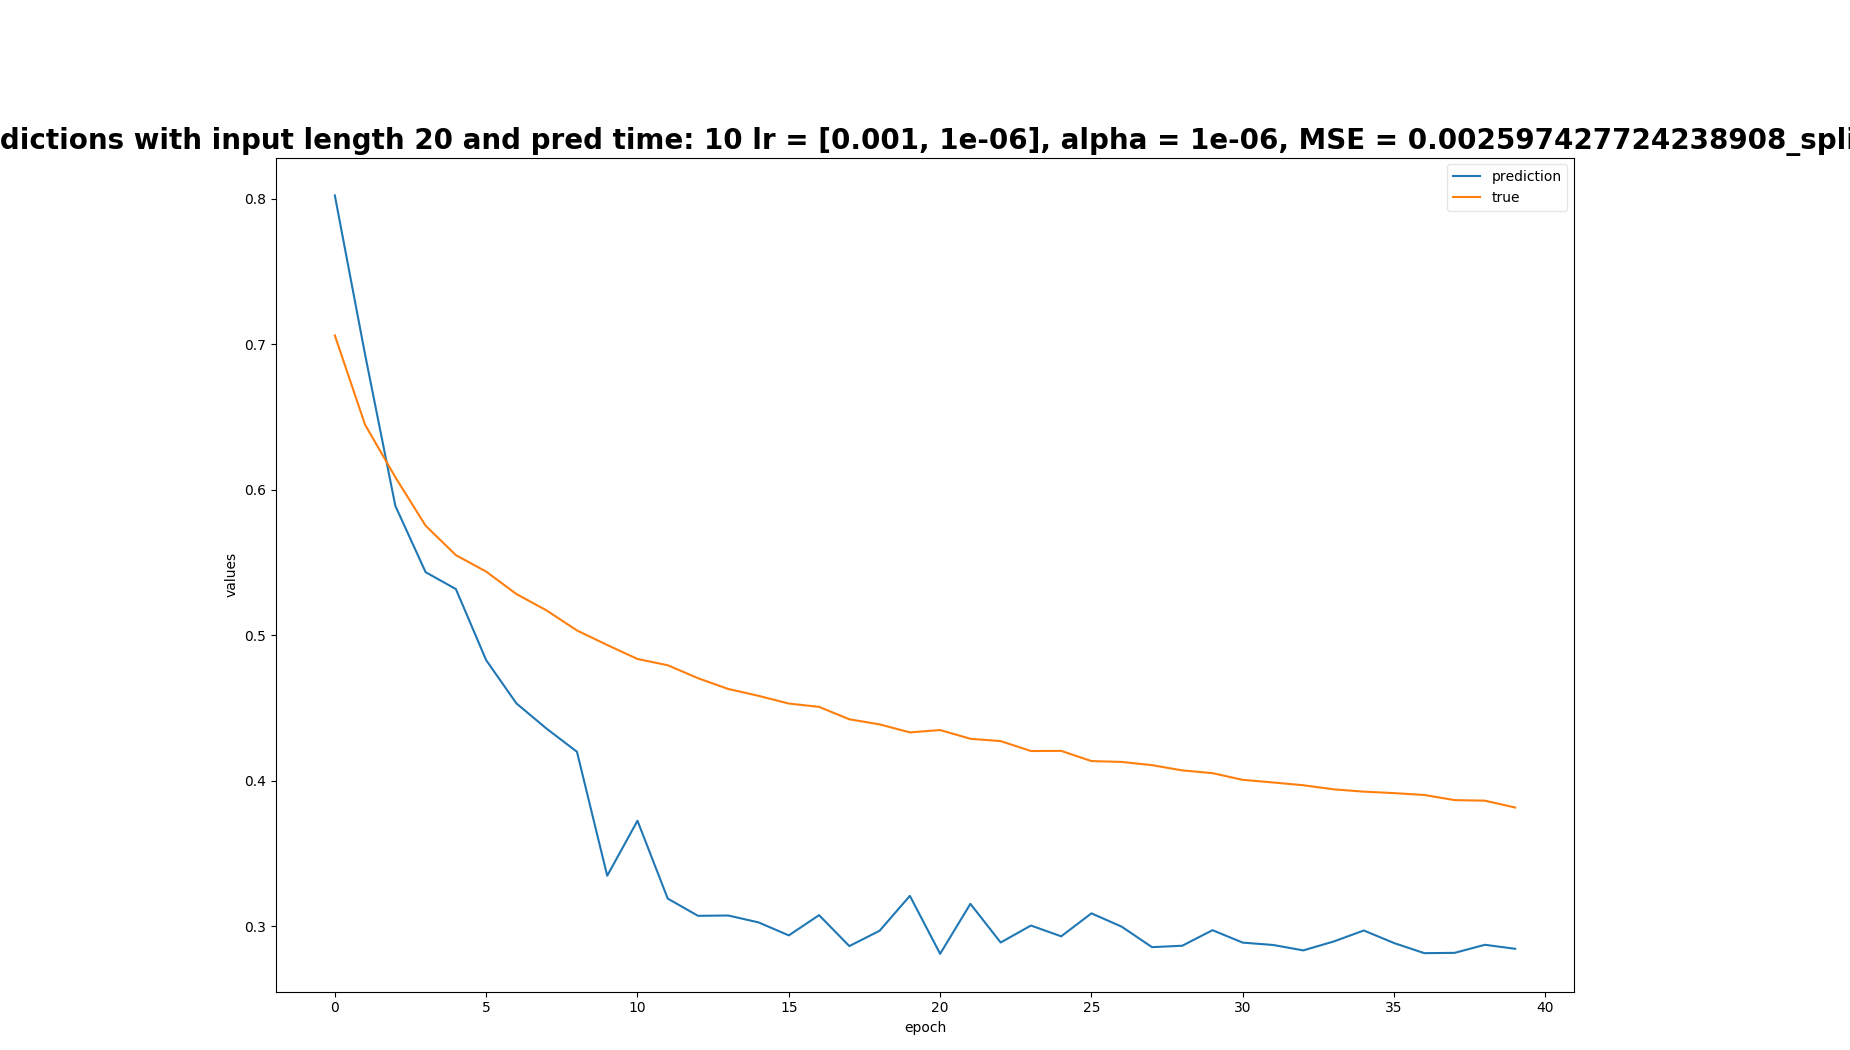 dictions with input length 20 and pred time: 10 lr = [0.001, 1e-06], alpha = 1e-06, MSE = 0.002597427724238908_spli
prediction
true
0.8
0.7
0.6
0.5
0.4
0.3
values
0 5 10 15 20 25 30 35 40
epoch